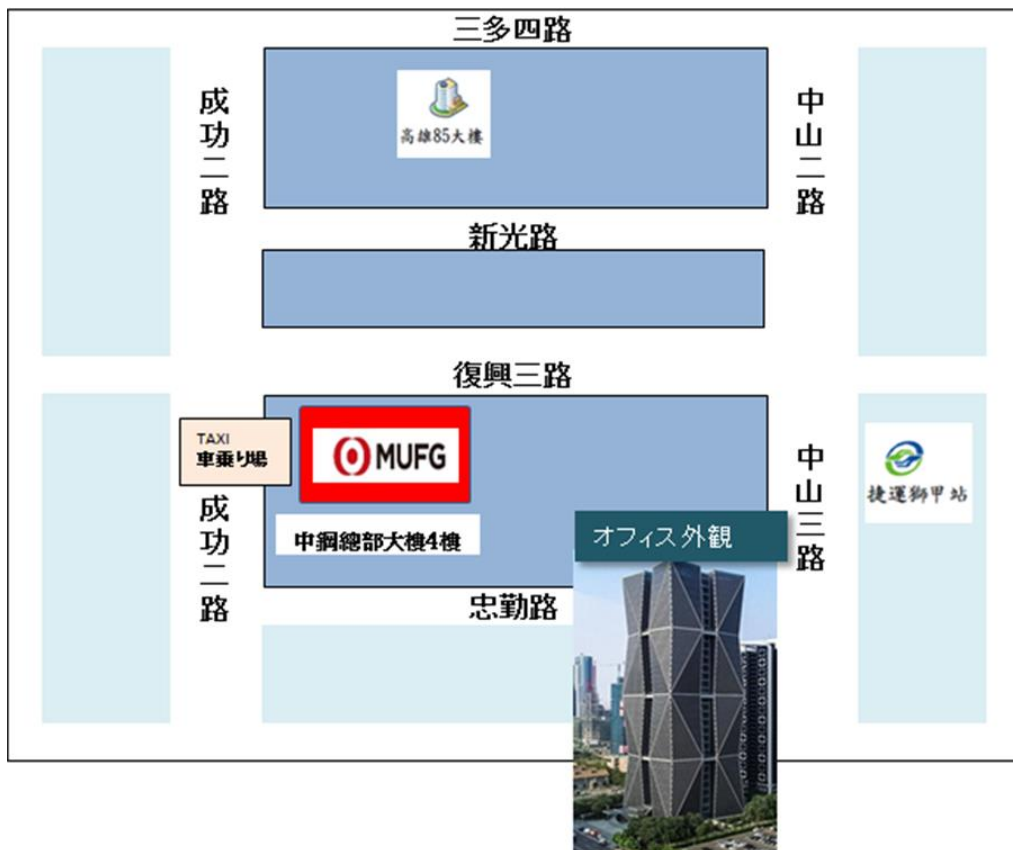 三多四路
成功二路
高雄85大樓
中山二路
新光路
復興三路
TAXI
車乗り場
MUFG
捷運獅甲站
成功二路
中鋼總部大樓4樓
オフィス外観
中山三路
忠勤路